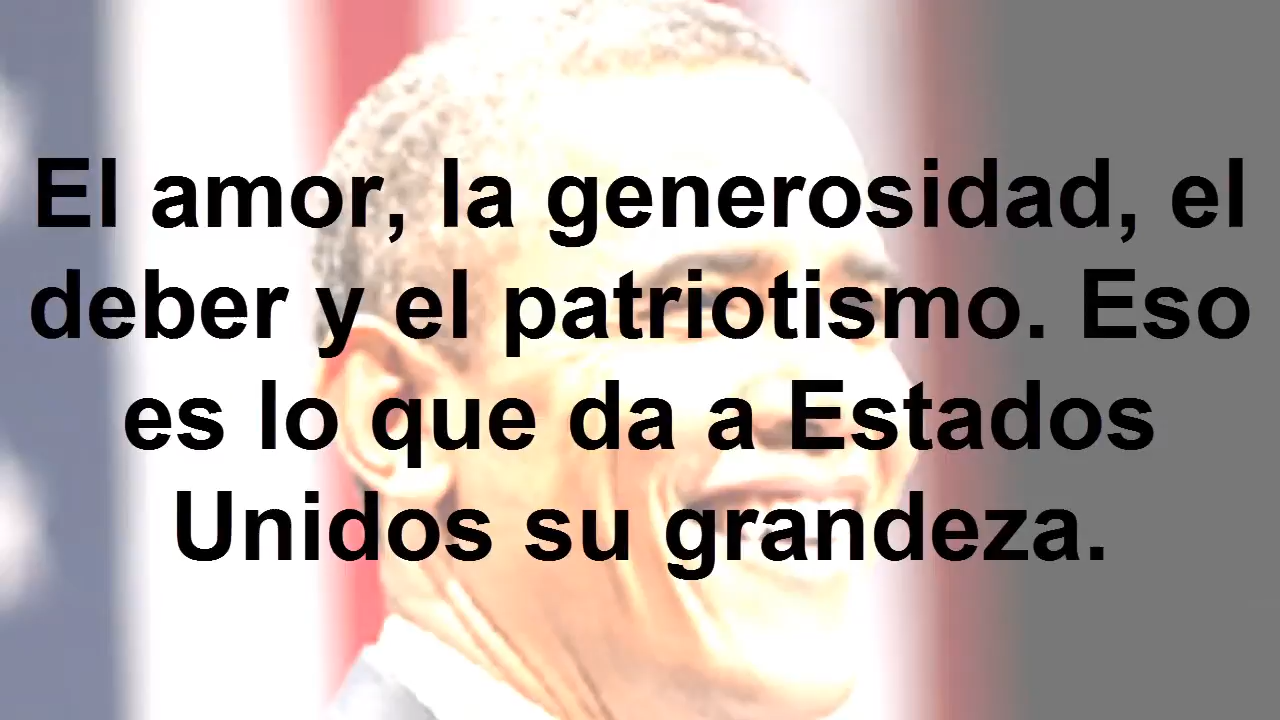 El amor, la generosidad, el
deber y el patriotismo. Eso
es lo que da a Estados
Unidos su grandeza.